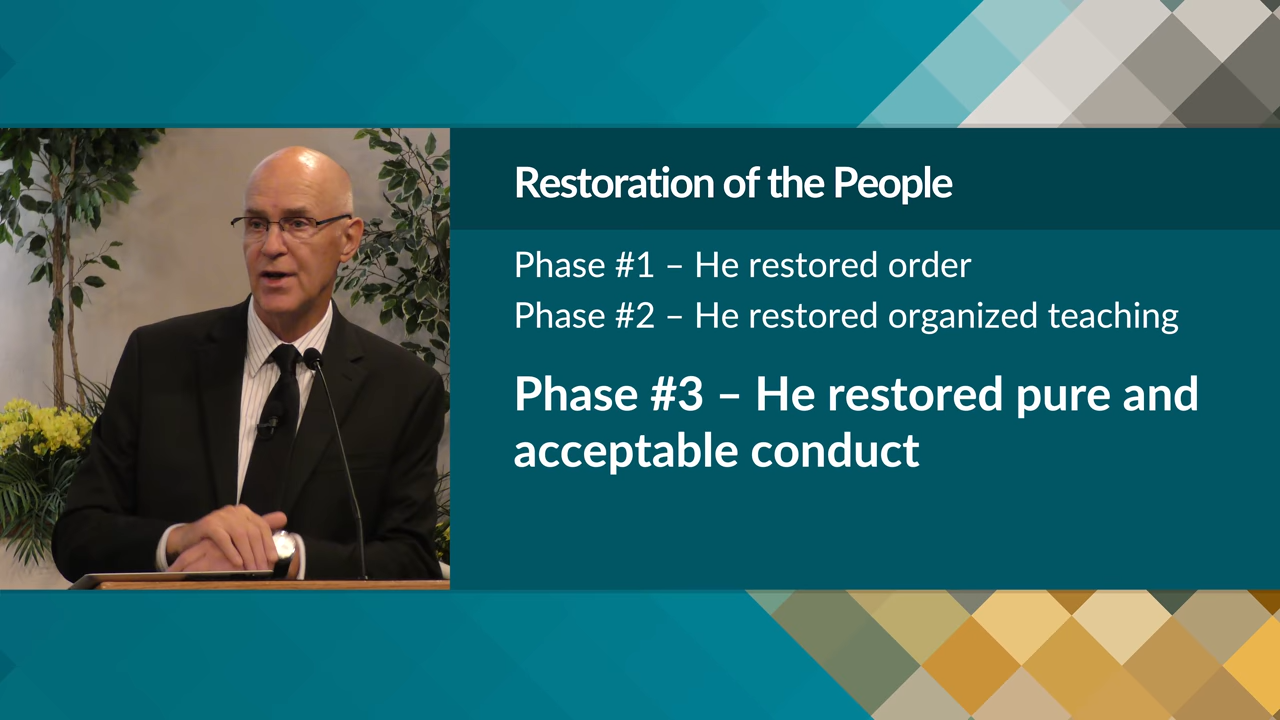 Restoration of the People
Phase #1 – He restored order
Phase #2 – He restored organized teaching
Phase #3 – He restored pure and
acceptable conduct